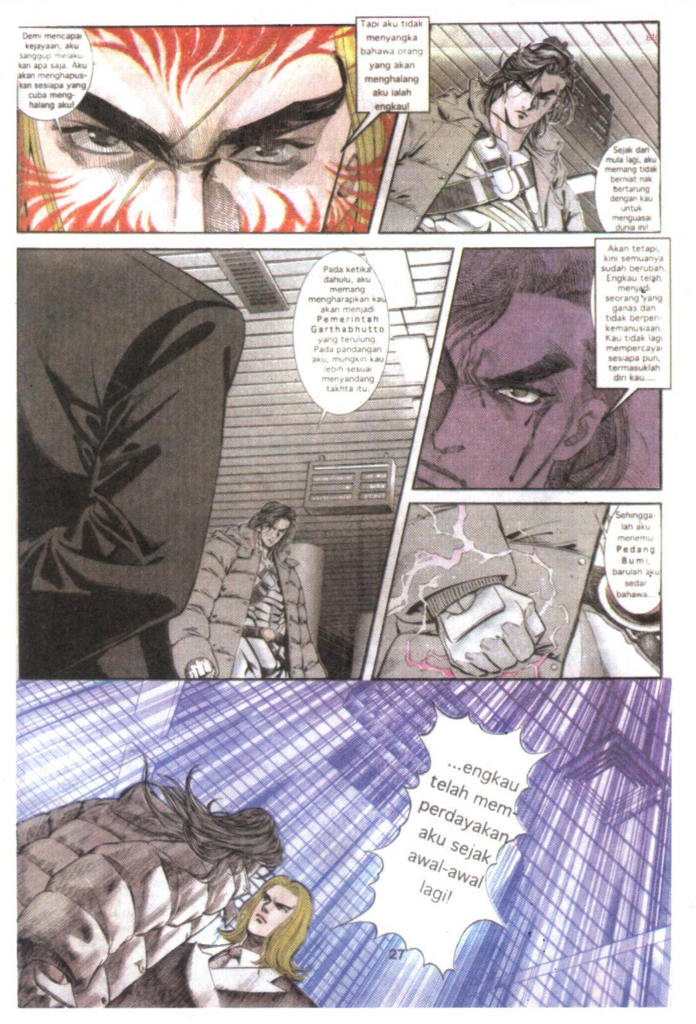 Demi mencapai
kejayaan, aku
sanggup melaku-
kan apa saja. Aku
akan menghapus-
kan sesiapa yang
cuba meng-
halang aku!
Tapi aku tidak
menyangka
bahawa orang
yang akan
menghalang
aku ialah
engkau!
Sejak dari
mula lagi, aku
memang tidak
berniat nak
bertarung
dengan kau
untuk
menguasai
dunia ini!
Pada ketika
dahulu, aku
memang
mengharapkan kau
akan menjadi
Pemerintah
Garthabhutto
yang terulung.
Pada pandangan
aku, mungkin kau
lebih sesuai
menyandang
takhta itu.
Akan tetapi,
kini semuanya
sudah berubah.
Engkau telah
menjadi
seorang yang
ganas dan
tidak berperi-
kemanusiaan.
Kau tidak lagi
mempercayai
sesiapa pun,
termasuklah
diri kau....
Sehingga-
lah aku
menemui
Pedang
Bumi,
barulah aku
sedar
bahawa...
...engkau
telah mem-
perdayakan
aku sejak
awal-awal
lagi!
27